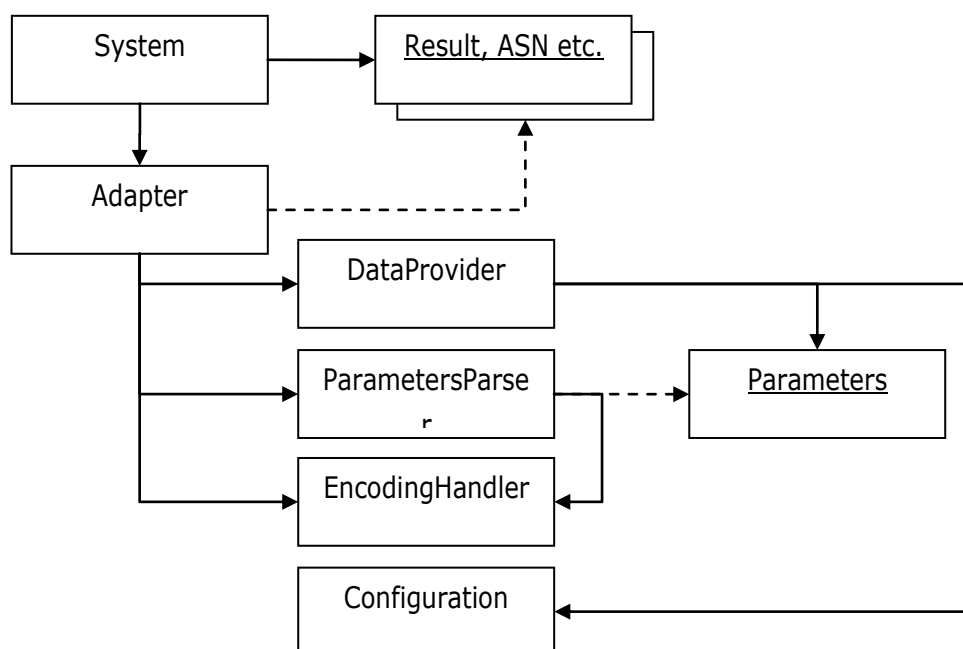 System
Result, ASN etc.
Adapter
DataProvider
ParametersParse
r
Parameters
EncodingHandler
Configuration